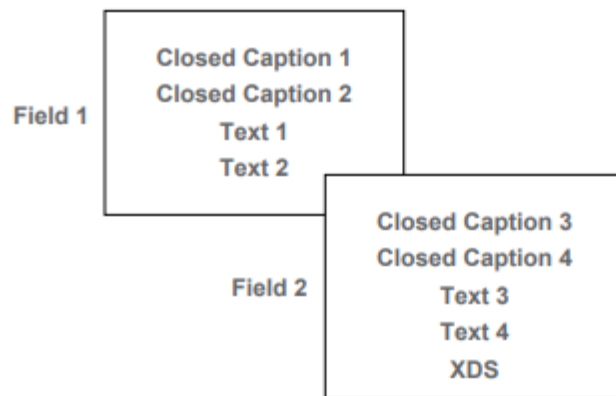 Field 1
Closed Caption 1
Closed Caption 2
Text 1
Text 2
Field 2
Closed Caption 3
Closed Caption 4
Text 3
Text 4
XDS